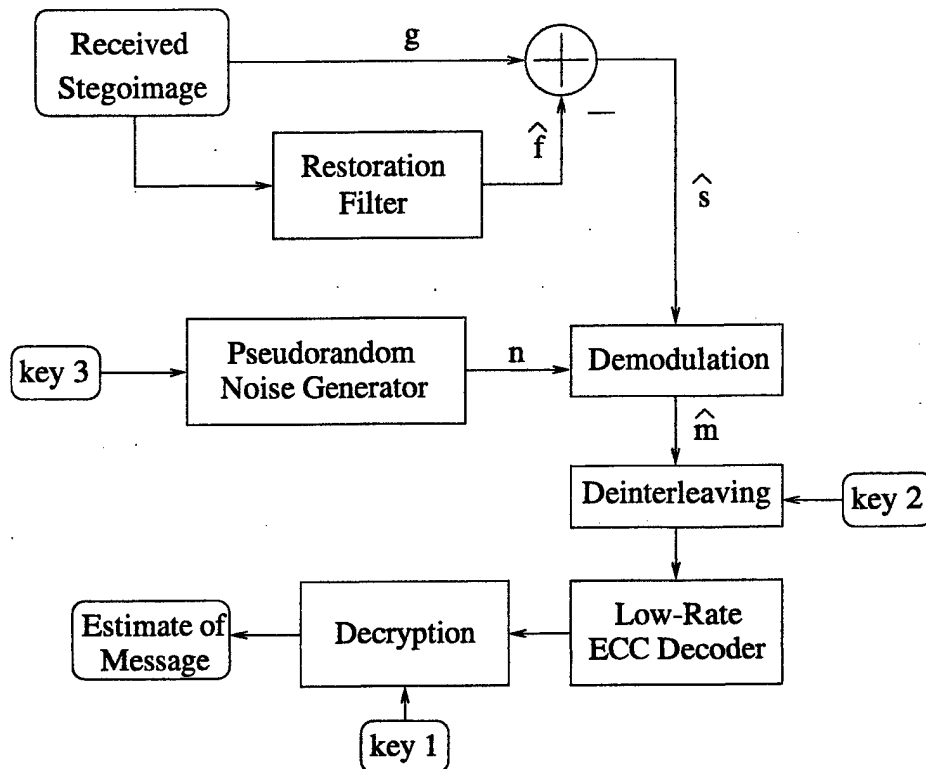 Received
Stegoimage
g
−
f̂
Restoration
Filter
ŝ
key 3
Pseudorandom
Noise Generator
n
Demodulation
m̂
Deinterleaving
key 2
Low-Rate
ECC Decoder
Decryption
Estimate of
Message
key 1